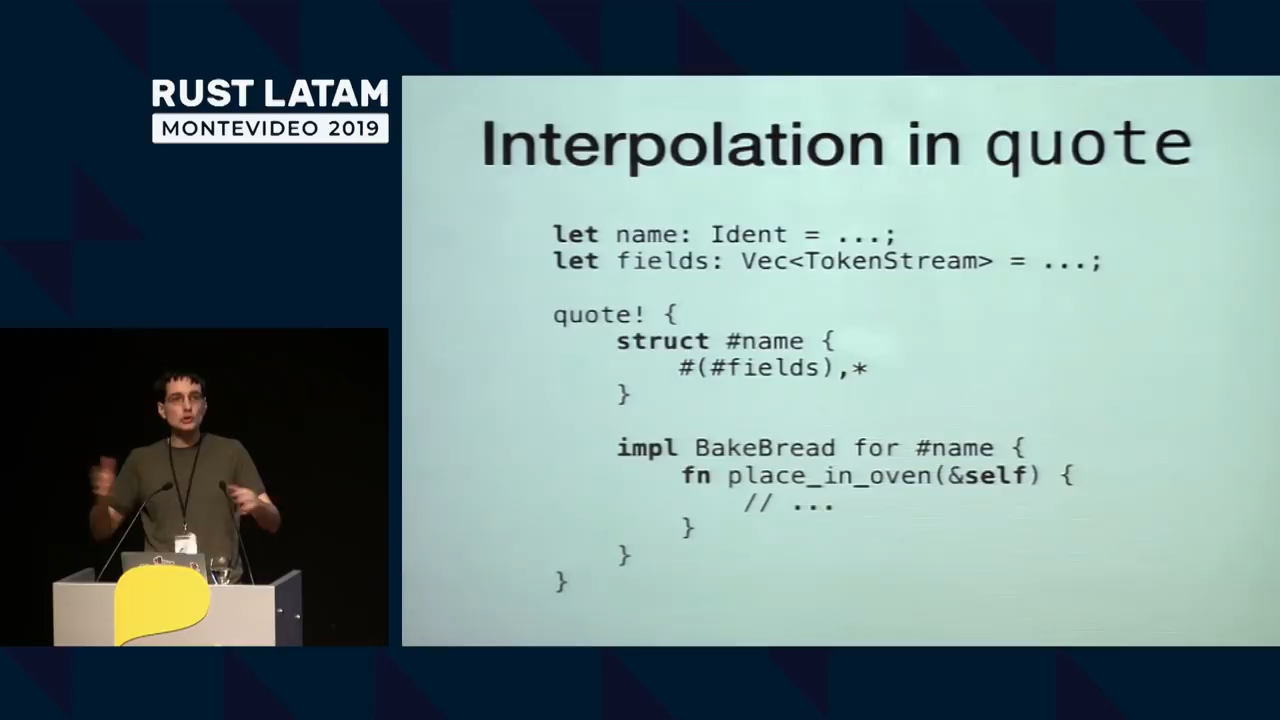 RUST LATAM
MONTEVIDEO 2019
Interpolation in quote
let name: Ident = ...;
let fields: Vec<TokenStream> = ...;
quote! {
struct #name {
#(#fields),*
}
impl BakeBread for #name {
fn place_in_oven(&self) {
// ...
}
}
}